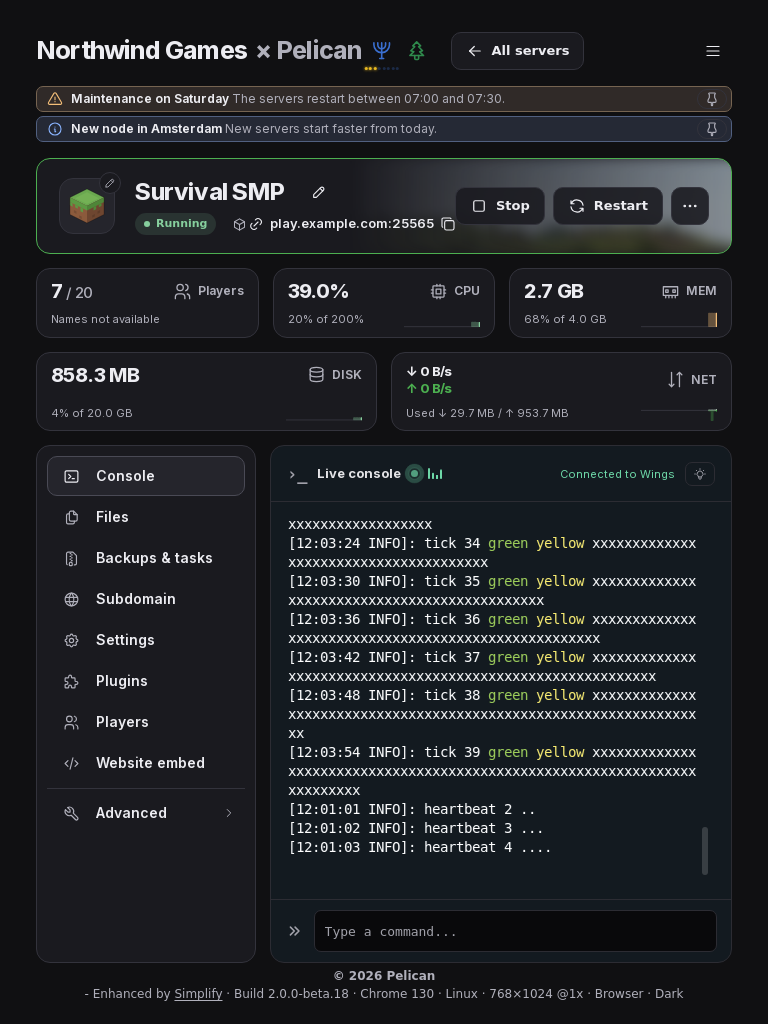 Northwind Games × Pelican
All servers
Maintenance on Saturday The servers restart between 07:00 and 07:30.
New node in Amsterdam New servers start faster from today.
Survival SMP
Stop
Restart
Running
play.example.com:25565
7 / 20
Players
Names not available
39.0%
CPU
20% of 200%
2.7 GB
MEM
68% of 4.0 GB
858.3 MB
DISK
4% of 20.0 GB
↓ 0 B/s
↑ 0 B/s
NET
Used ↓ 29.7 MB / ↑ 953.7 MB
Console
Files
Backups & tasks
Subdomain
Settings
Plugins
Players
Website embed
Advanced
Live console
Connected to Wings
xxxxxxxxxxxxxxxxxx
[12:03:24 INFO]: tick 34 green yellow xxxxxxxxxxxxx
xxxxxxxxxxxxxxxxxxxxxxxxx
[12:03:30 INFO]: tick 35 green yellow xxxxxxxxxxxxx
xxxxxxxxxxxxxxxxxxxxxxxxxxxxxxxx
[12:03:36 INFO]: tick 36 green yellow xxxxxxxxxxxxx
xxxxxxxxxxxxxxxxxxxxxxxxxxxxxxxxxxxxxxx
[12:03:42 INFO]: tick 37 green yellow xxxxxxxxxxxxx
xxxxxxxxxxxxxxxxxxxxxxxxxxxxxxxxxxxxxxxxxxxxxx
[12:03:48 INFO]: tick 38 green yellow xxxxxxxxxxxxx
xxxxxxxxxxxxxxxxxxxxxxxxxxxxxxxxxxxxxxxxxxxxxxxxxxx
xx
[12:03:54 INFO]: tick 39 green yellow xxxxxxxxxxxxx
xxxxxxxxxxxxxxxxxxxxxxxxxxxxxxxxxxxxxxxxxxxxxxxxxxx
xxxxxxxxx
[12:01:01 INFO]: heartbeat 2 ..
[12:01:02 INFO]: heartbeat 3 ...
[12:01:03 INFO]: heartbeat 4 ....
Type a command...
© 2026 Pelican
- Enhanced by Simplify · Build 2.0.0-beta.18 · Chrome 130 · Linux · 768×1024 @1x · Browser · Dark